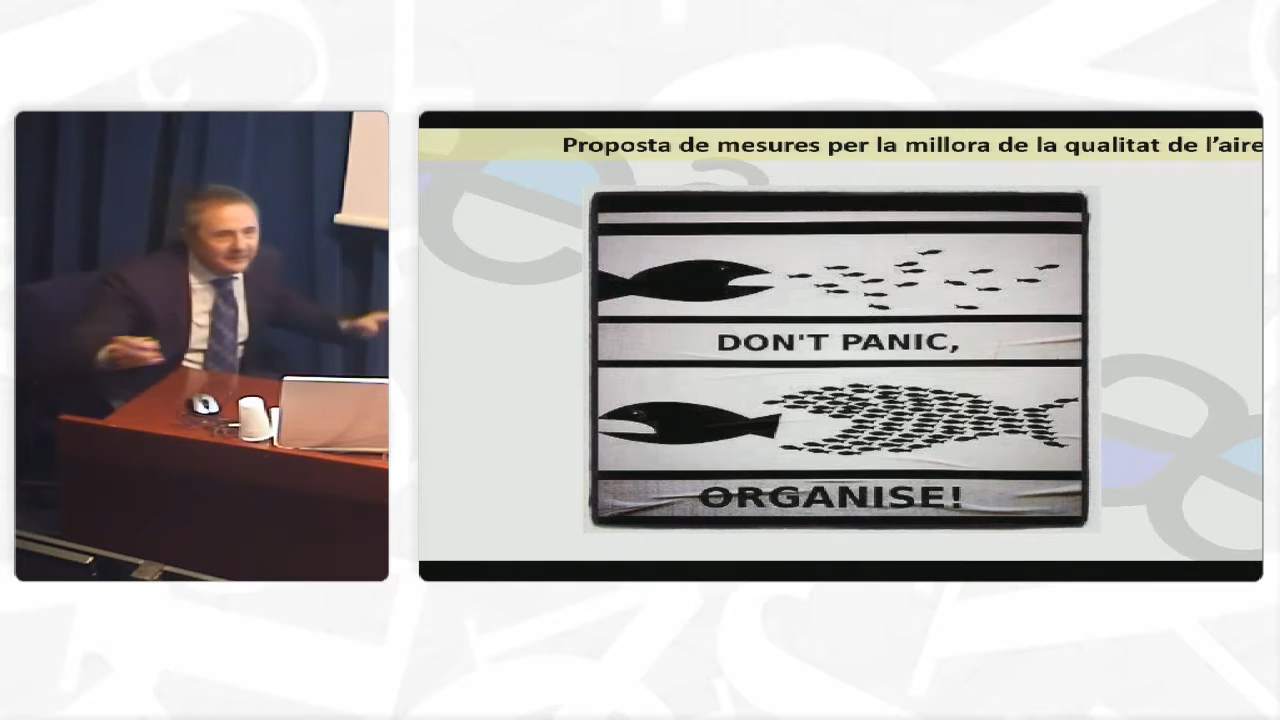 Proposta de mesures per la millora de la qualitat de l’aire
DON'T PANIC,
ORGANISE!